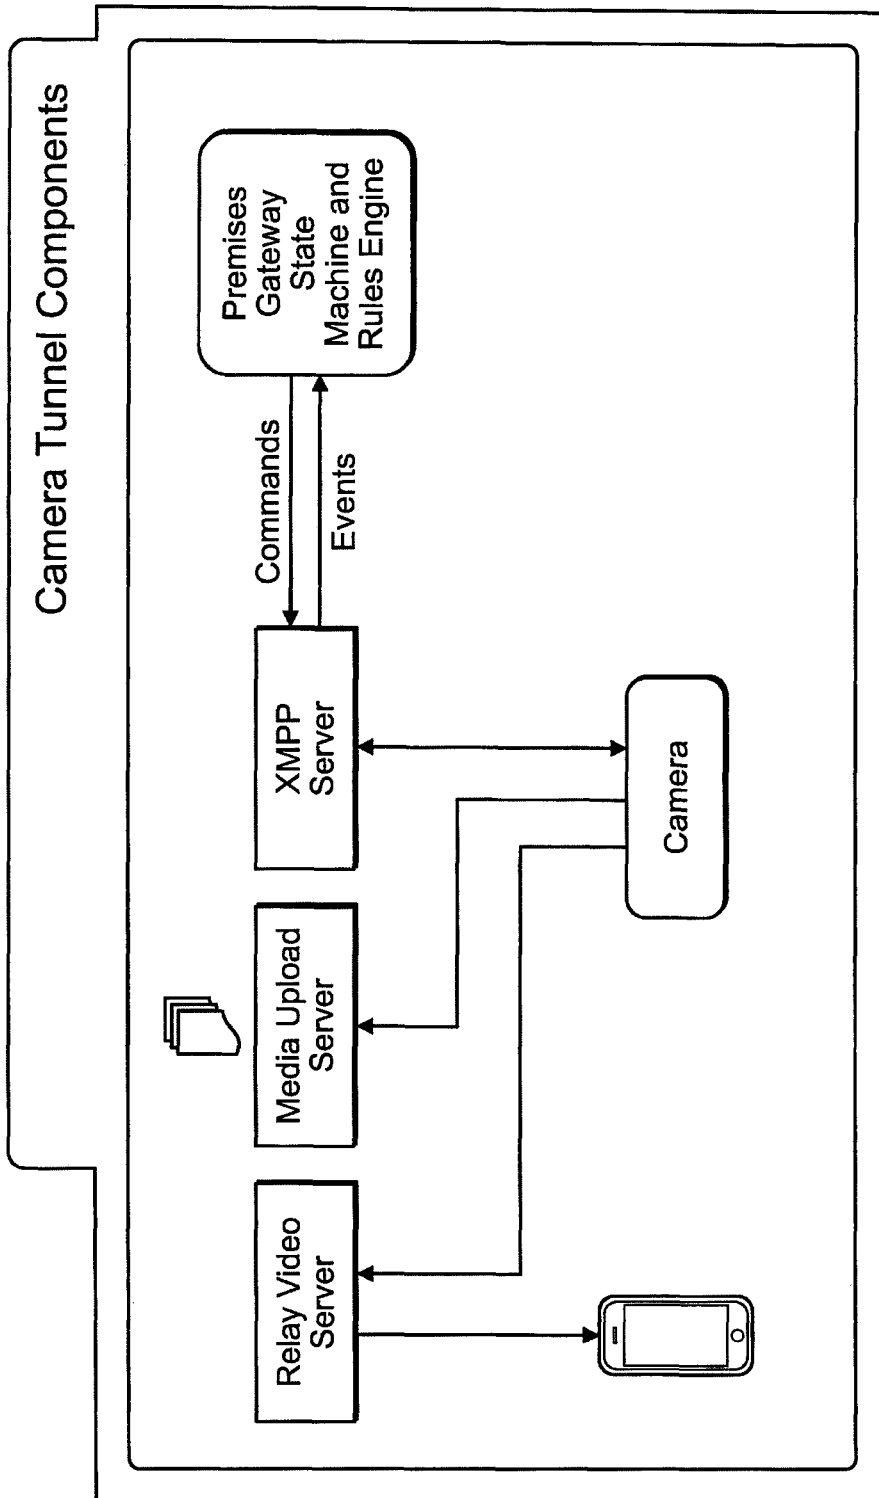 Camera Tunnel Components
Relay Video
Server
Media Upload
Server
XMPP
Server
Commands
Events
Premises
Gateway
State
Machine and
Rules Engine
Camera